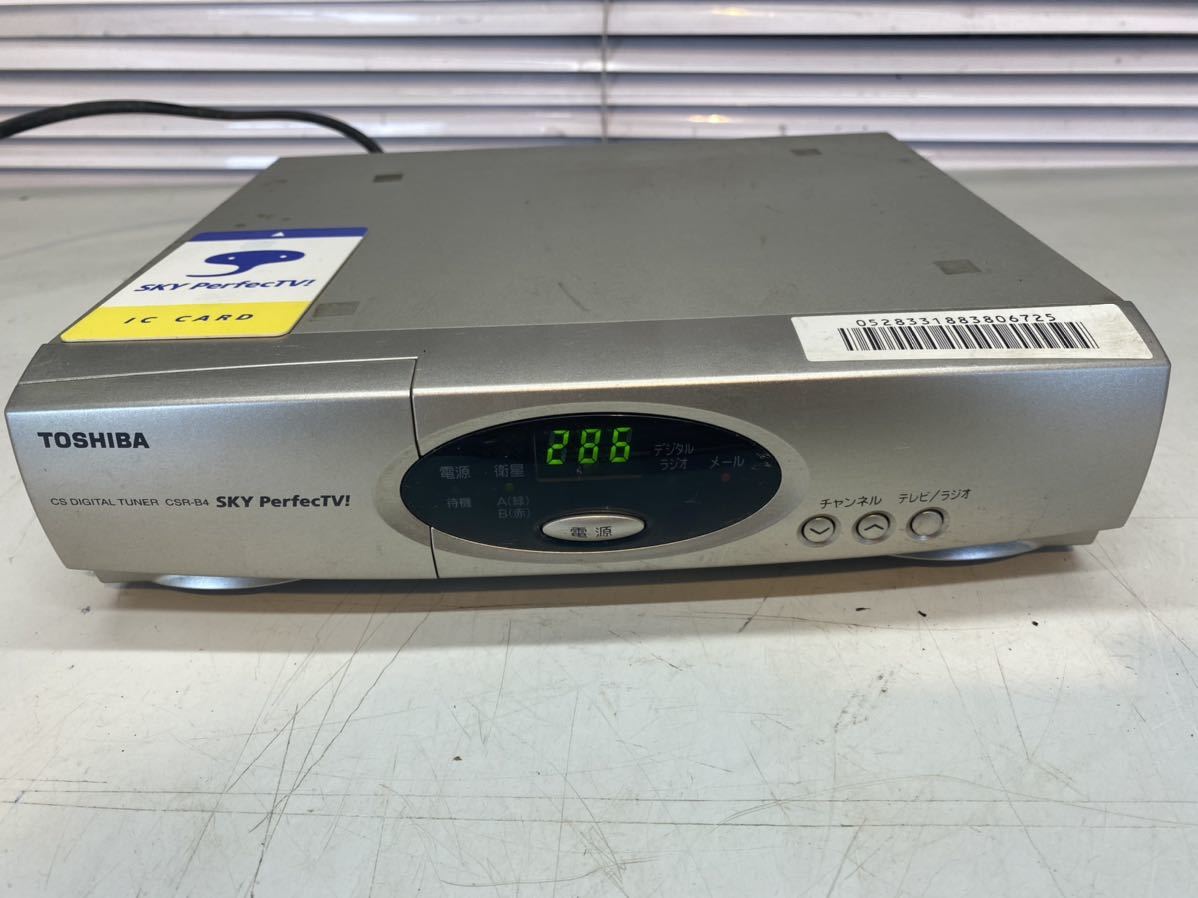 SKY PerfecTV!
IC CARD
0528331883806725
TOSHIBA
CS DIGITAL TUNER CSR-B4 SKY PerfecTV!
286
電源 衛星
デジタル
ラジオ
メール
待機
A(緑)
B(赤)
電源
チャンネル テレビ/ラジオ